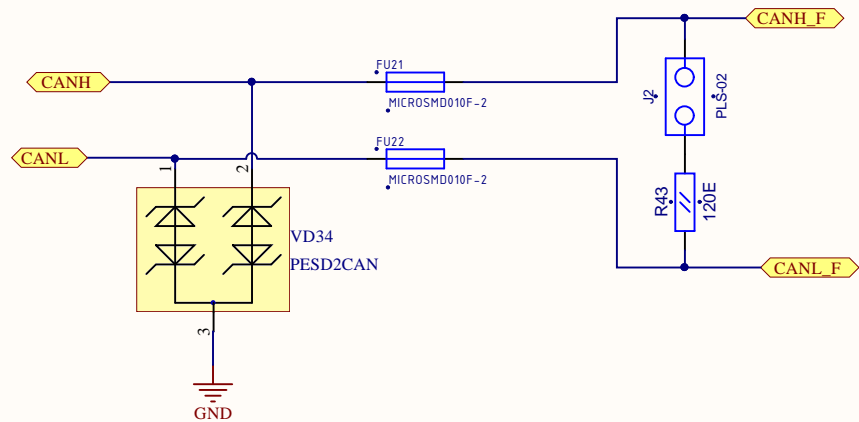 CANH_F
FU21
CANH
J2
PLS-02
MICROSMD010F-2
FU22
CANL
1
2
MICROSMD010F-2
R43
120E
VD34
PESD2CAN
CANL_F
3
GND